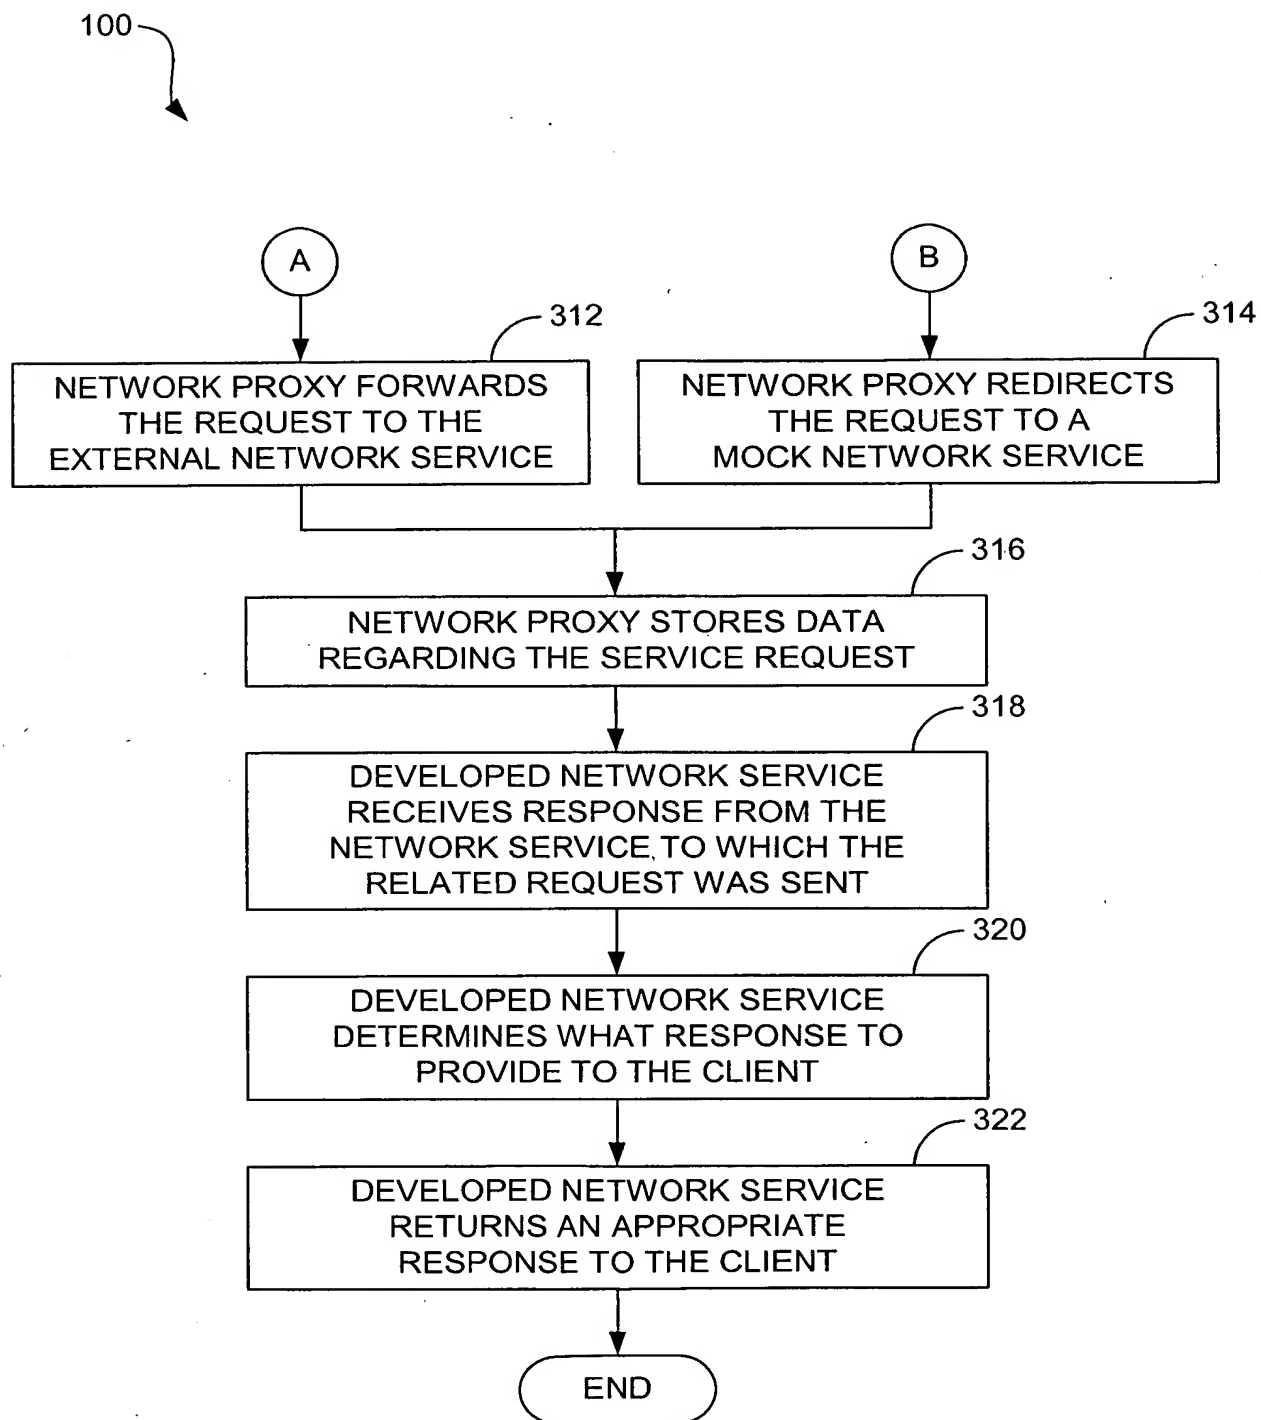 100
A
B
312
314
NETWORK PROXY FORWARDS
THE REQUEST TO THE
EXTERNAL NETWORK SERVICE
NETWORK PROXY REDIRECTS
THE REQUEST TO A
MOCK NETWORK SERVICE
316
NETWORK PROXY STORES DATA
REGARDING THE SERVICE REQUEST
318
DEVELOPED NETWORK SERVICE
RECEIVES RESPONSE FROM THE
NETWORK SERVICE TO WHICH THE
RELATED REQUEST WAS SENT
320
DEVELOPED NETWORK SERVICE
DETERMINES WHAT RESPONSE TO
PROVIDE TO THE CLIENT
322
DEVELOPED NETWORK SERVICE
RETURNS AN APPROPRIATE
RESPONSE TO THE CLIENT
END